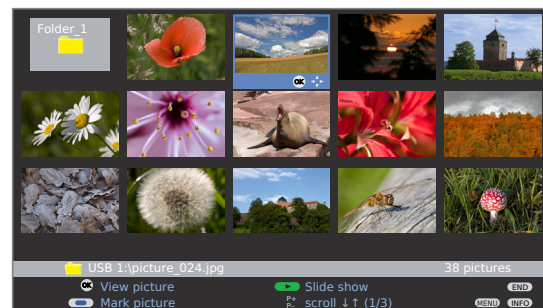 Folder_1
OK
USB 1:\picture_024.jpg 38 pictures
OK View picture Slide show END
Mark picture P+ P- scroll ↓↑ (1/3) MENU INFO